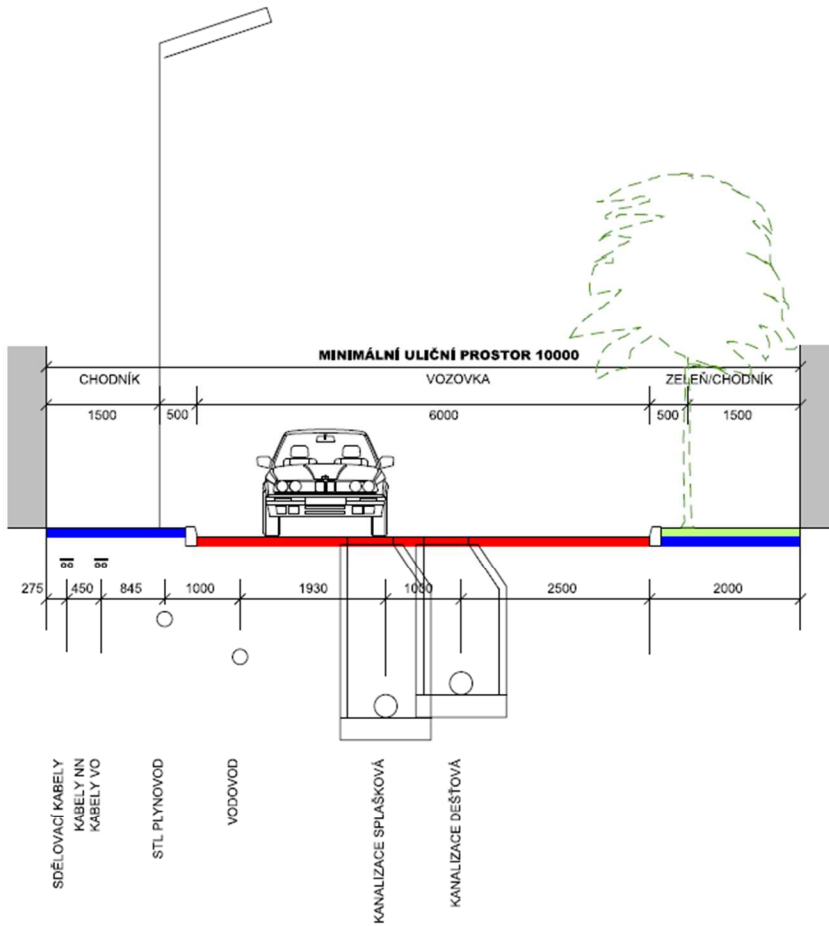 MINIMÁLNÍ ULIČNÍ PROSTOR 10000
CHODNÍK
VOZOVKA
ZELEŇ/CHODNÍK
1500
500
6000
500
1500
275
450
845
1000
1930
1000
2500
2000
SDĚLOVACÍ KABELY
KABELY NN
KABELY VO
STL PLYNOVOD
VODOVOD
KANALIZACE SPLAŠKOVÁ
KANALIZACE DEŠŤOVÁ